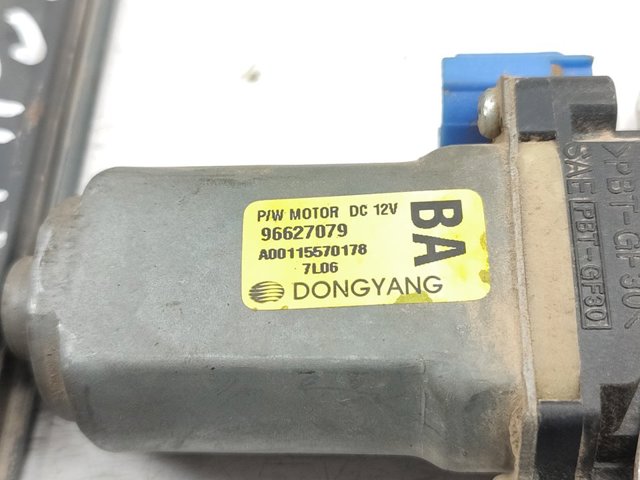 P/W MOTOR DC 12V
96627079
A00115570178
7L06
DONGYANG
BA
>PBT-GF30<
SAE PBT-GF30